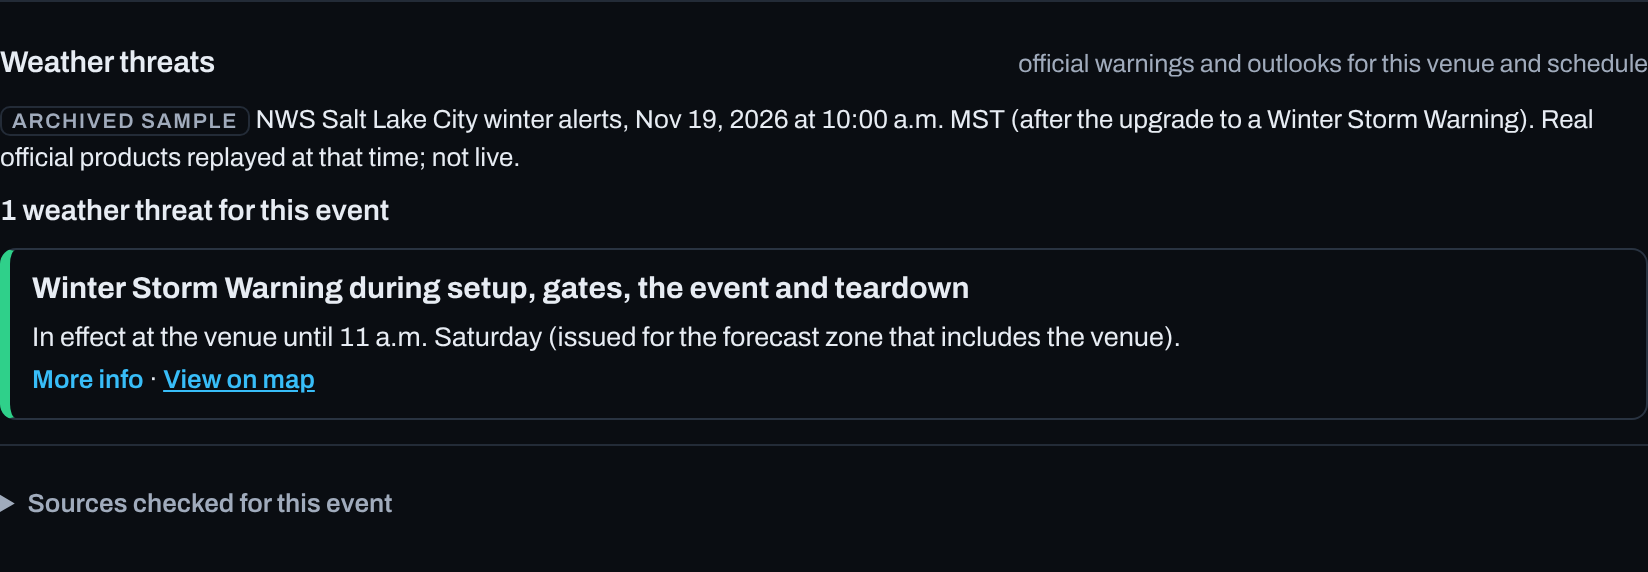 Weather threats
official warnings and outlooks for this venue and schedule
ARCHIVED SAMPLE NWS Salt Lake City winter alerts, Nov 19, 2026 at 10:00 a.m. MST (after the upgrade to a Winter Storm Warning). Real
official products replayed at that time; not live.
1 weather threat for this event
Winter Storm Warning during setup, gates, the event and teardown
In effect at the venue until 11 a.m. Saturday (issued for the forecast zone that includes the venue).
More info · View on map
Sources checked for this event